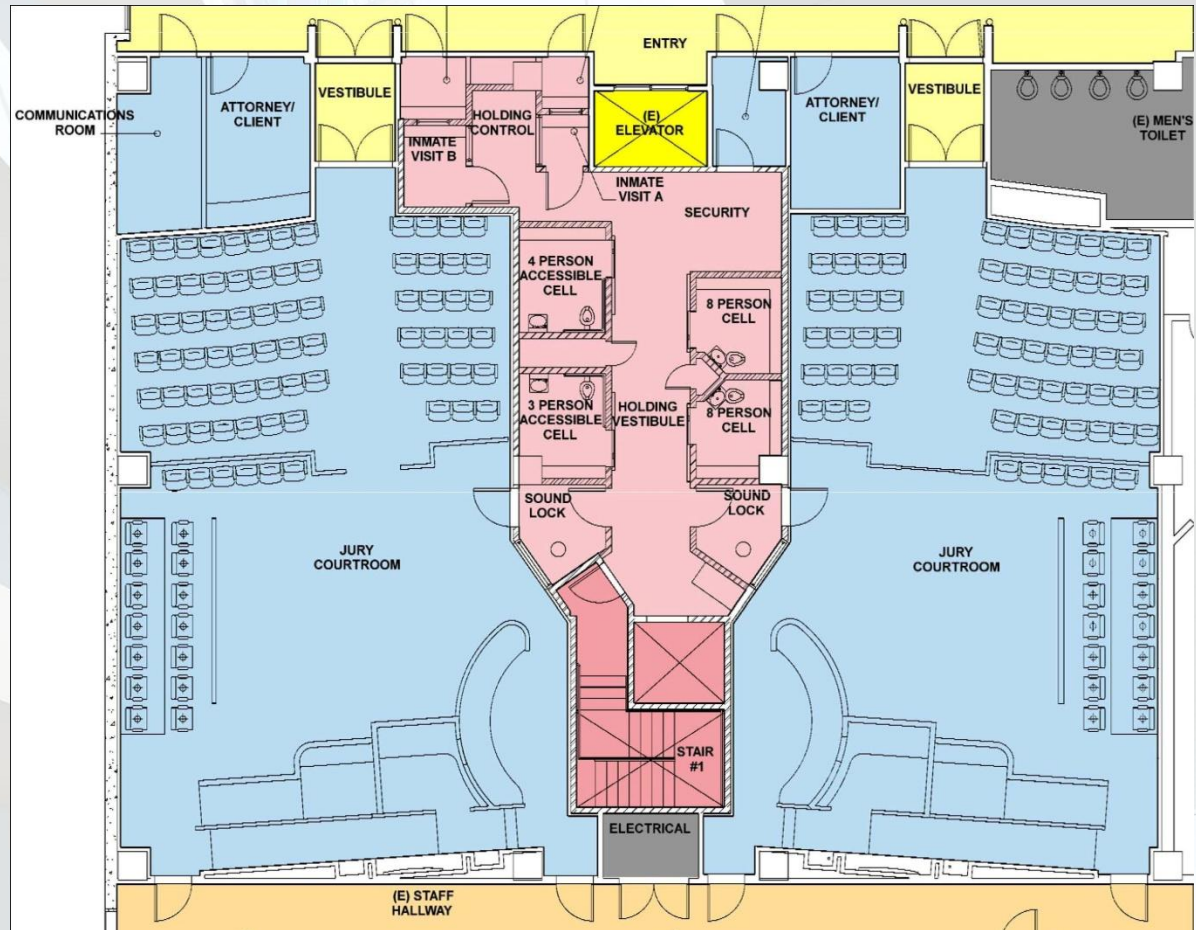 ENTRY
VESTIBULE
VESTIBULE
COMMUNICATIONS
ROOM
ATTORNEY/
CLIENT
HOLDING
CONTROL
(E)
ELEVATOR
ATTORNEY/
CLIENT
(E) MEN'S
TOILET
INMATE
VISIT B
INMATE
VISIT A
SECURITY
4 PERSON
ACCESSIBLE
CELL
8 PERSON
CELL
3 PERSON
ACCESSIBLE
CELL
HOLDING
VESTIBULE
8 PERSON
CELL
SOUND
LOCK
SOUND
LOCK
JURY
COURTROOM
JURY
COURTROOM
STAIR
#1
ELECTRICAL
(E) STAFF
HALLWAY